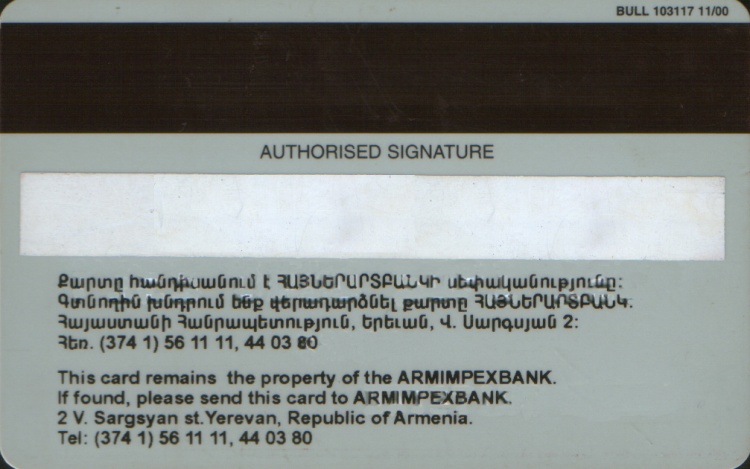 BULL 103117 11/00
AUTHORISED SIGNATURE
Քարտը հանդիսանում է ՀԱՅՆԵՐԱՐՏԲԱՆԿԻ սեփականությունը:
Գտնողին խնդրում ենք վերադարձնել քարտը ՀԱՅՆԵՐԱՐՏԲԱՆԿ.
Հայաստանի Հանրապետություն, Երեւան, Վ. Սարգսյան 2:
Հեռ. (374 1) 56 11 11, 44 03 80
This card remains the property of the ARMIMPEXBANK.
If found, please send this card to ARMIMPEXBANK.
2 V. Sargsyan st.Yerevan, Republic of Armenia.
Tel: (374 1) 56 11 11, 44 03 80